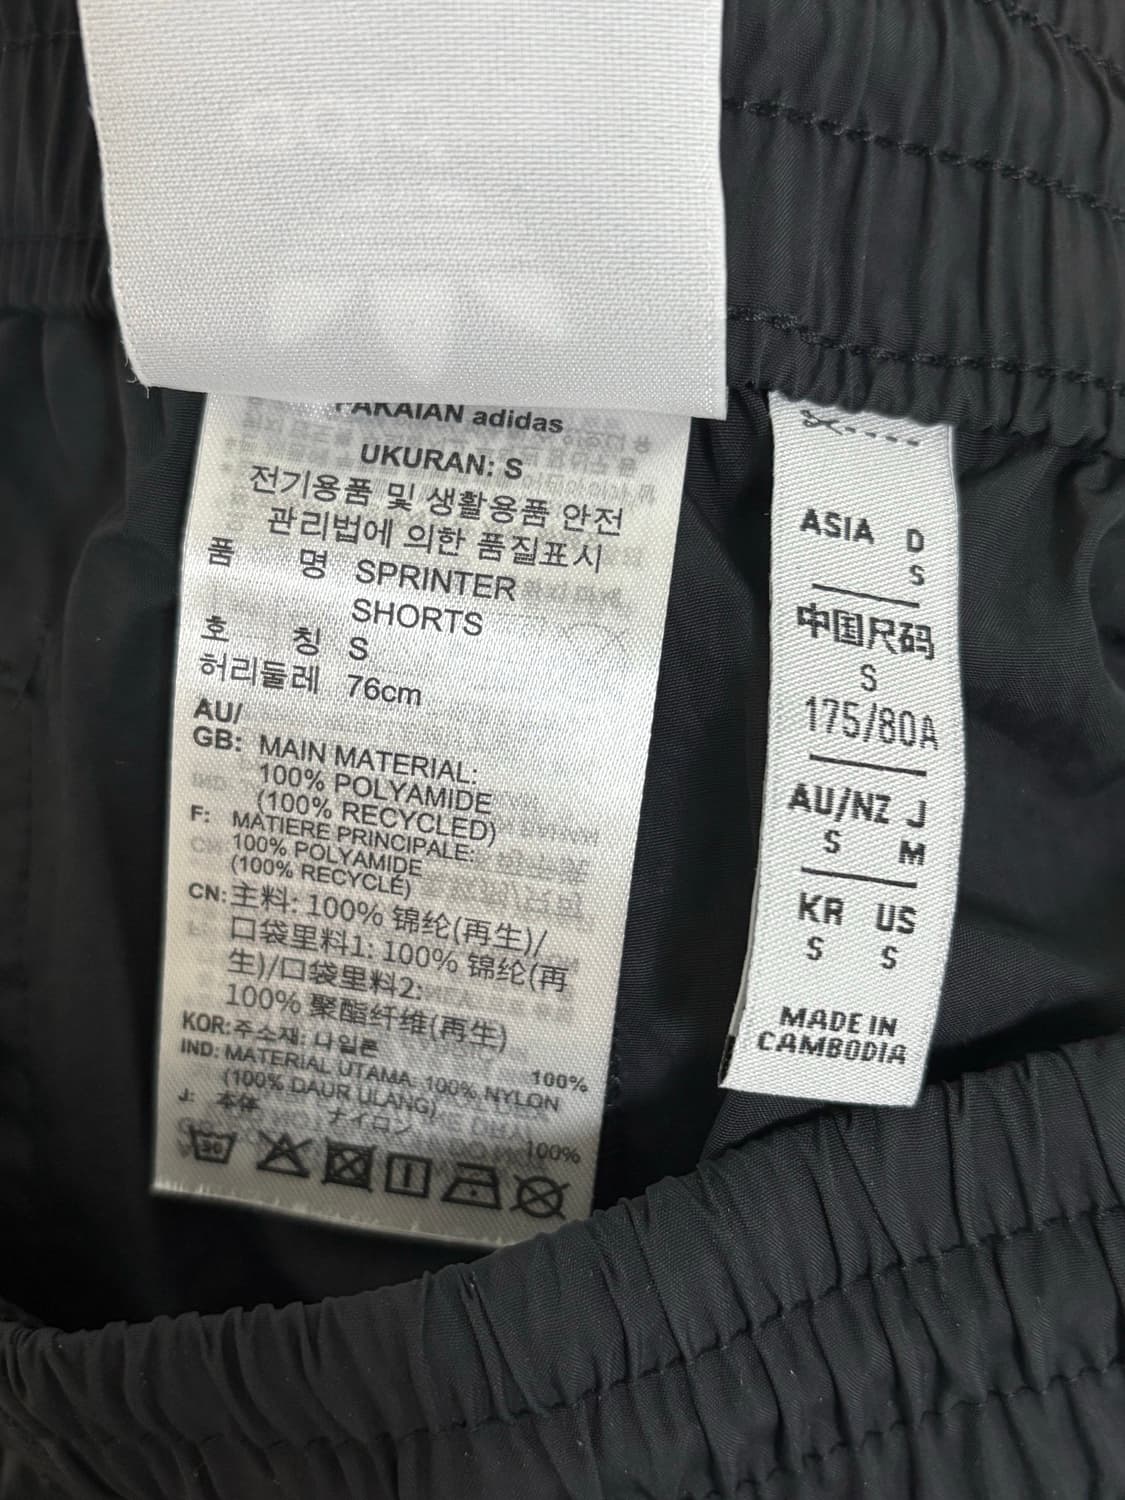 PAKAIAN adidas
UKURAN: S
전기용품 및 생활용품 안전
관리법에 의한 품질표시
품 명 SPRINTER
SHORTS
호 칭 S
허리둘레 76cm
AU/
GB: MAIN MATERIAL:
100% POLYAMIDE
(100% RECYCLED)
F: MATIERE PRINCIPALE:
100% POLYAMIDE
(100% RECYCLÉ)
CN: 主料: 100% 锦纶(再生)/
口袋里料1: 100% 锦纶(再
生)/口袋里料2:
100% 聚酯纤维(再生)
KOR: 주소재: 나일론
100%
IND: MATERIAL UTAMA: 100% NYLON
(100% DAUR ULANG)
J: 本体 ナイロン
100%
30
ASIA D
S
中国尺码
S
175/80A
AU/NZ J
S M
KR US
S S
MADE IN
CAMBODIA